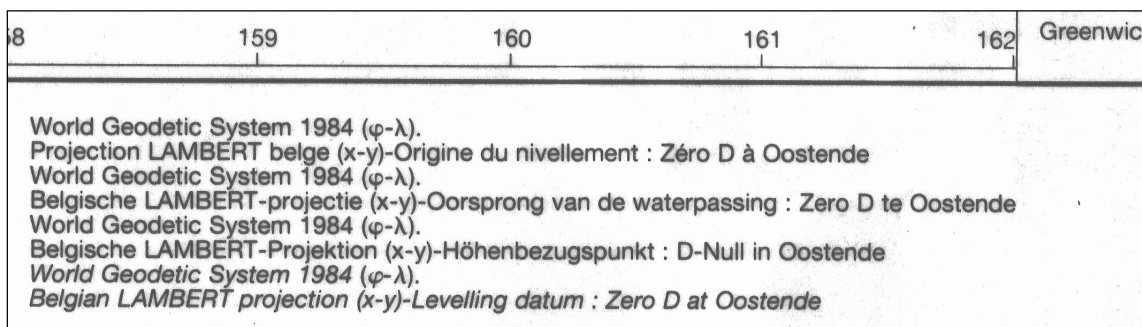 8 159 160 161 162 Greenwic
World Geodetic System 1984 (φ-λ).
Projection LAMBERT belge (x-y)-Origine du nivellement : Zéro D à Oostende
World Geodetic System 1984 (φ-λ).
Belgische LAMBERT-projectie (x-y)-Oorsprong van de waterpassing : Zero D te Oostende
World Geodetic System 1984 (φ-λ).
Belgische LAMBERT-Projektion (x-y)-Höhenbezugspunkt : D-Null in Oostende
World Geodetic System 1984 (φ-λ).
Belgian LAMBERT projection (x-y)-Levelling datum : Zero D at Oostende